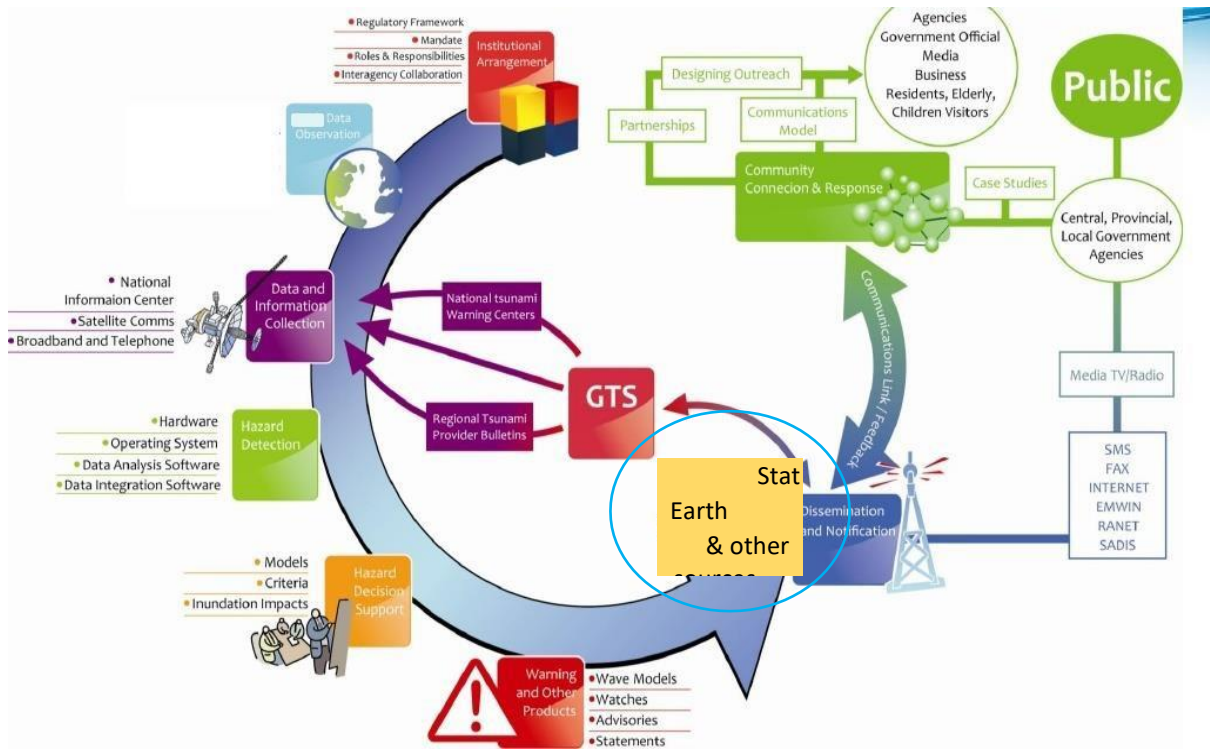 Regulatory Framework
Mandate
Roles & Responsibilities
Interagency Collaboration
Institutional
Arrangement
Data
Observation
National
Informaion Center
Satellite Comms
Broadband and Telephone
Data and
Information
Collection
Hardware
Operating System
Data Analysis Software
Data Integration Software
Hazard
Detection
Models
Criteria
Inundation Impacts
Hazard
Decision
Support
Warning
and Other
Products
Wave Models
Watches
Advisories
Statements
National tsunami
Warning Centers
Regional Tsunami
Provider Bulletins
GTS
Stat
Earth
& other
Dissemination
and Notification
Communications Link / Feedback
Community
Connecion & Response
Partnerships
Designing Outreach
Communications
Model
Agencies
Government Official
Media
Business
Residents, Elderly,
Children Visitors
Case Studies
Public
Central, Provincial,
Local Government
Agencies
Media TV/Radio
SMS
FAX
INTERNET
EMWIN
RANET
SADIS